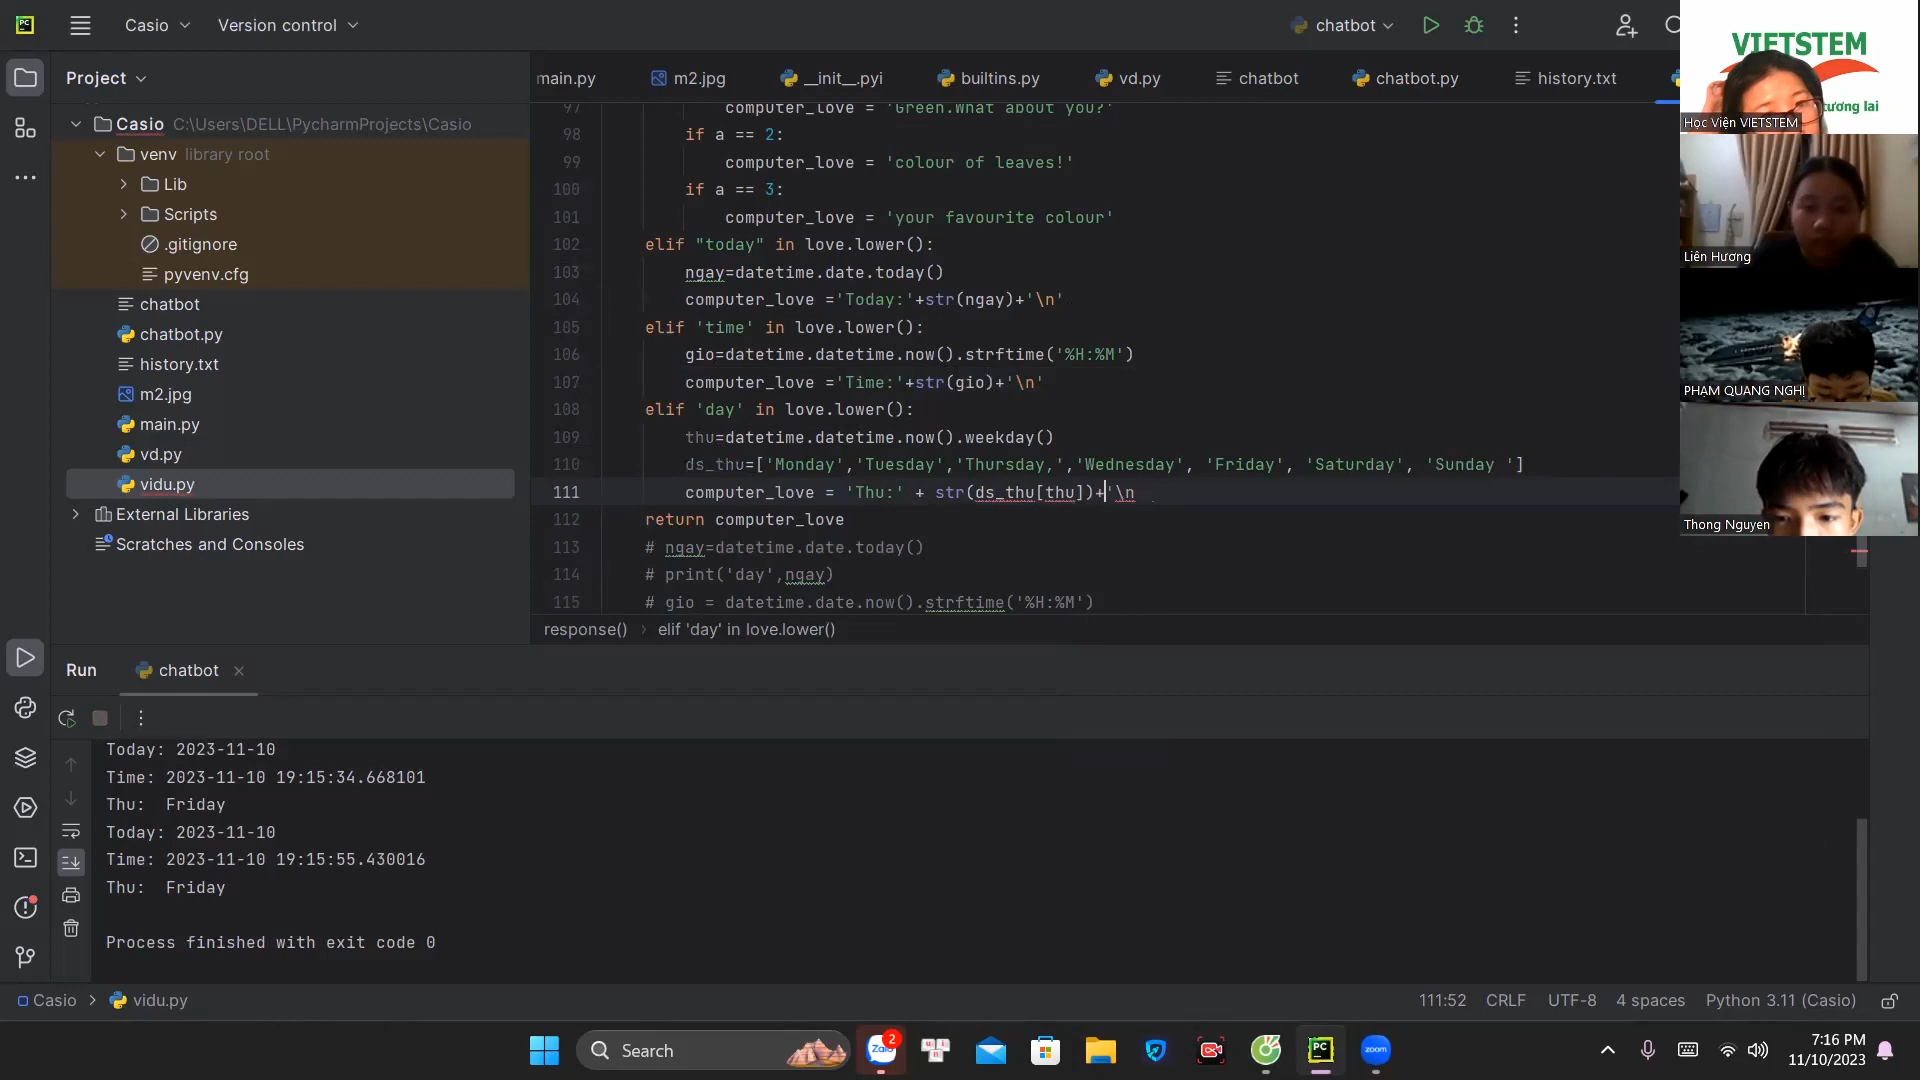 Casio
Version control
chatbot
Project
main.py
m2.jpg
__init__.pyi
builtins.py
vd.py
chatbot
chatbot.py
history.txt
Casio C:\Users\DELL\PycharmProjects\Casio
venv library root
Lib
Scripts
.gitignore
pyvenv.cfg
chatbot
chatbot.py
history.txt
m2.jpg
main.py
vd.py
vidu.py
External Libraries
Scratches and Consoles
97 computer_love = 'Green.What about you?'
98 if a == 2:
99 computer_love = 'colour of leaves!'
100 if a == 3:
101 computer_love = 'your favourite colour'
102 elif "today" in love.lower():
103 ngay=datetime.date.today()
104 computer_love ='Today:'+str(ngay)+'\n'
105 elif 'time' in love.lower():
106 gio=datetime.datetime.now().strftime('%H:%M')
107 computer_love ='Time:'+str(gio)+'\n'
108 elif 'day' in love.lower():
109 thu=datetime.datetime.now().weekday()
110 ds_thu=['Monday','Tuesday','Thursday,','Wednesday', 'Friday', 'Saturday', 'Sunday ']
111 computer_love = 'Thu:' + str(ds_thu[thu])+'\n
112 return computer_love
113 # ngay=datetime.date.today()
114 # print('day',ngay)
115 # gio = datetime.date.now().strftime('%H:%M')
response() › elif 'day' in love.lower()
VIETSTEM
tương lai
Học Viện VIETSTEM
Liên Hương
PHẠM QUANG NGHỊ
Thong Nguyen
Run
chatbot
Today: 2023-11-10
Time: 2023-11-10 19:15:34.668101
Thu:  Friday
Today: 2023-11-10
Time: 2023-11-10 19:15:55.430016
Thu:  Friday
Process finished with exit code 0
Casio › vidu.py
111:52 CRLF UTF-8 4 spaces Python 3.11 (Casio)
Search
Zalo
2
PC
zoom
7:16 PM
11/10/2023